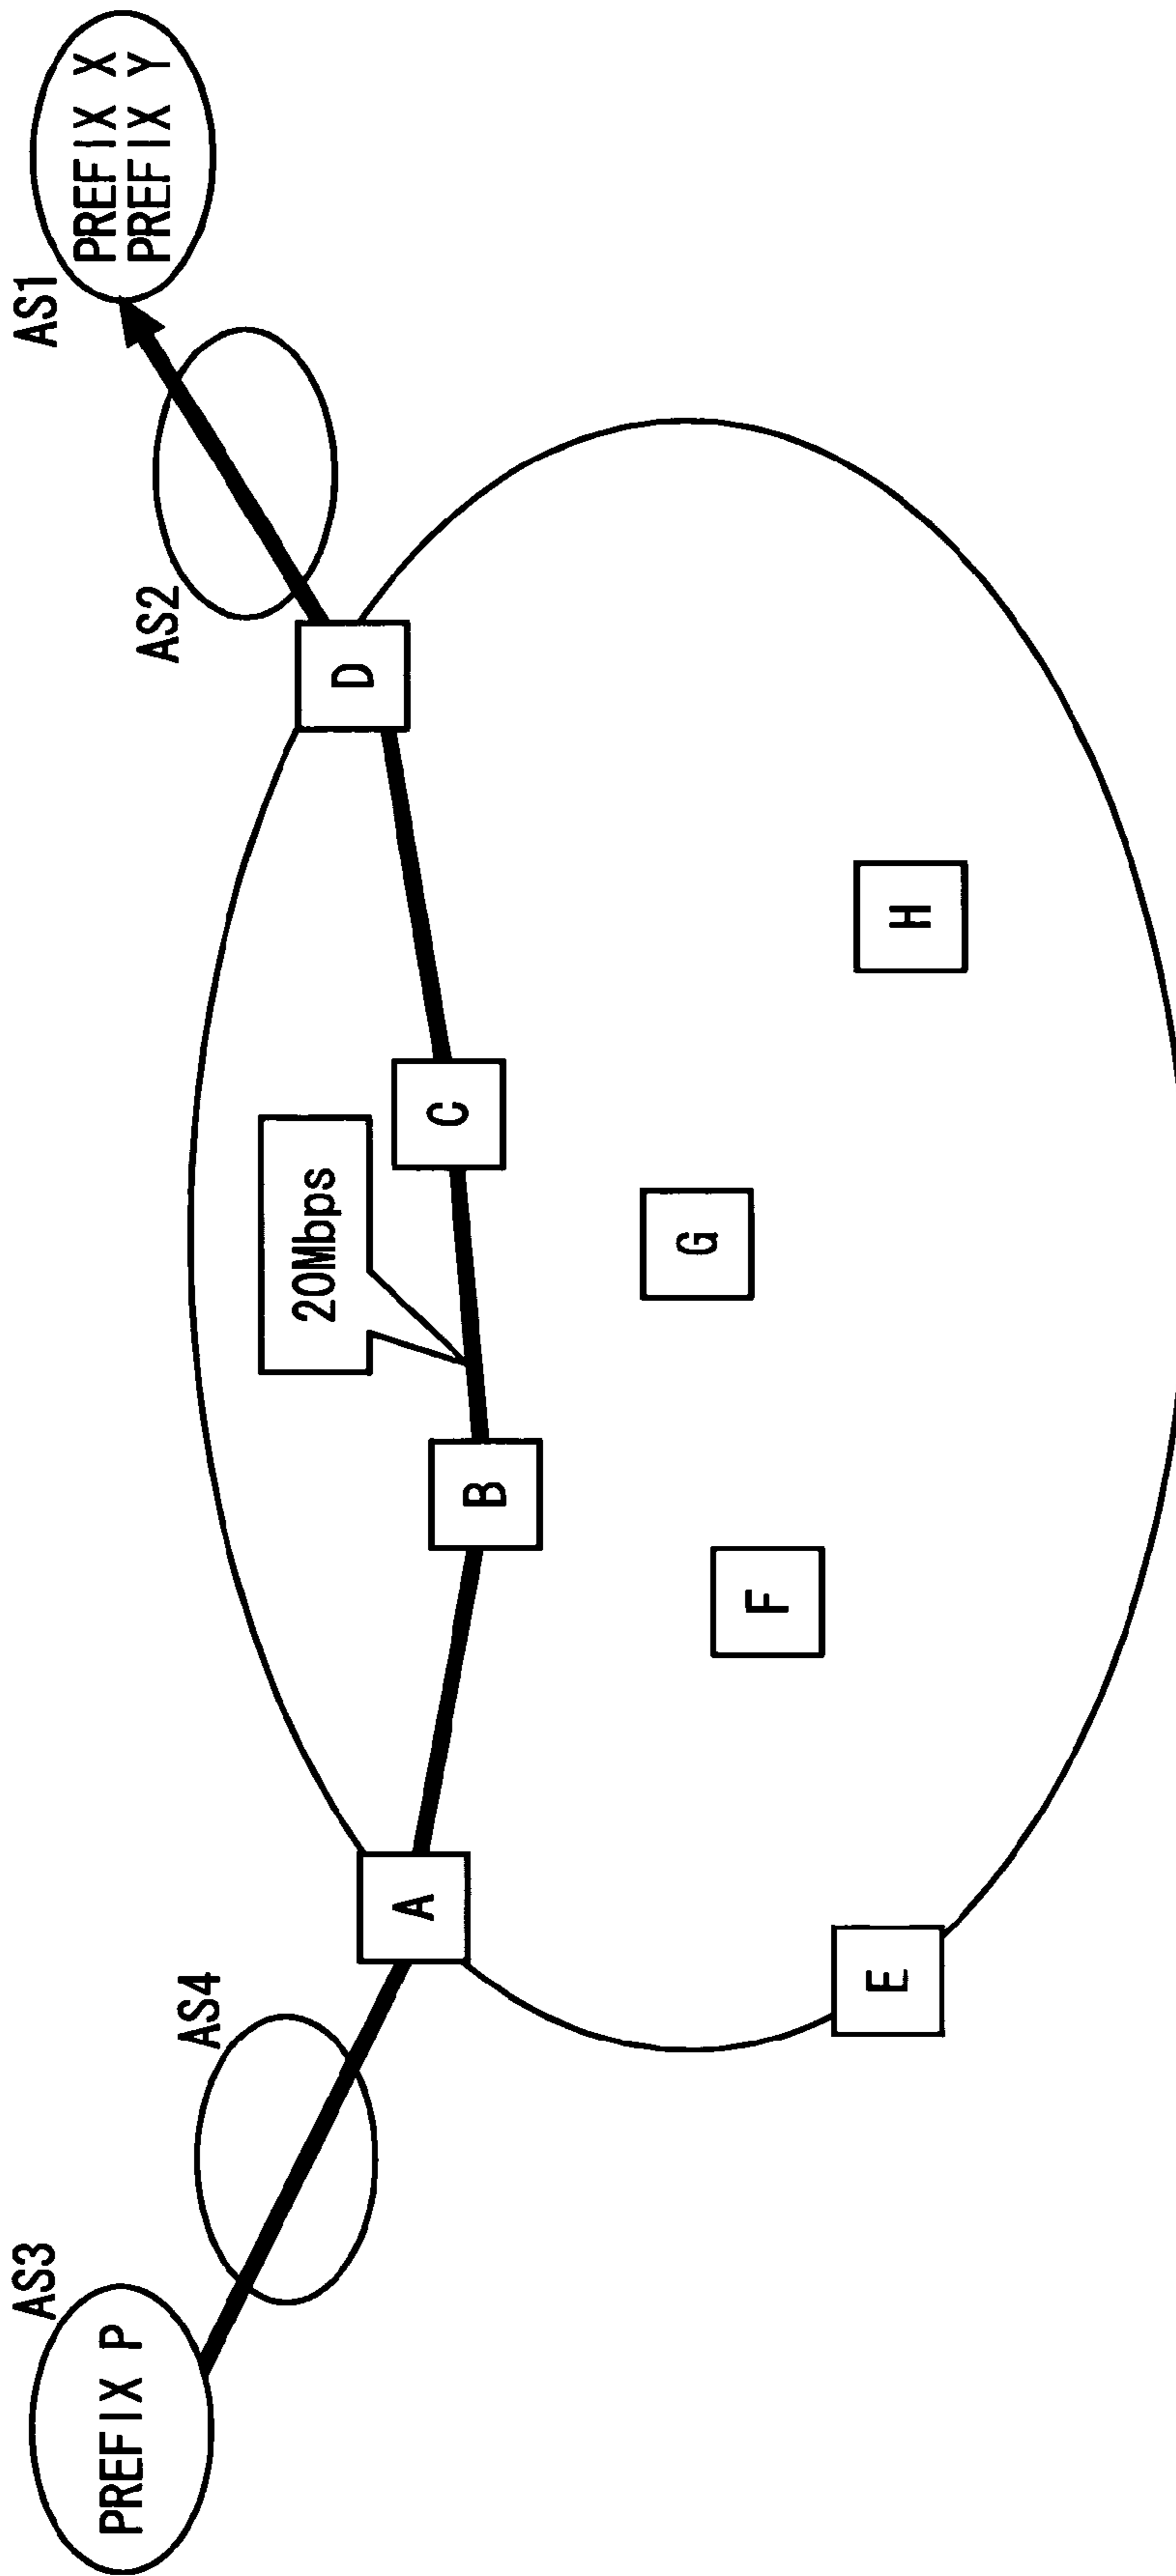 AS3
PREFIX P
AS4
AS1
PREFIX X
PREFIX Y
AS2
20Mbps
A
B
C
D
E
F
G
H